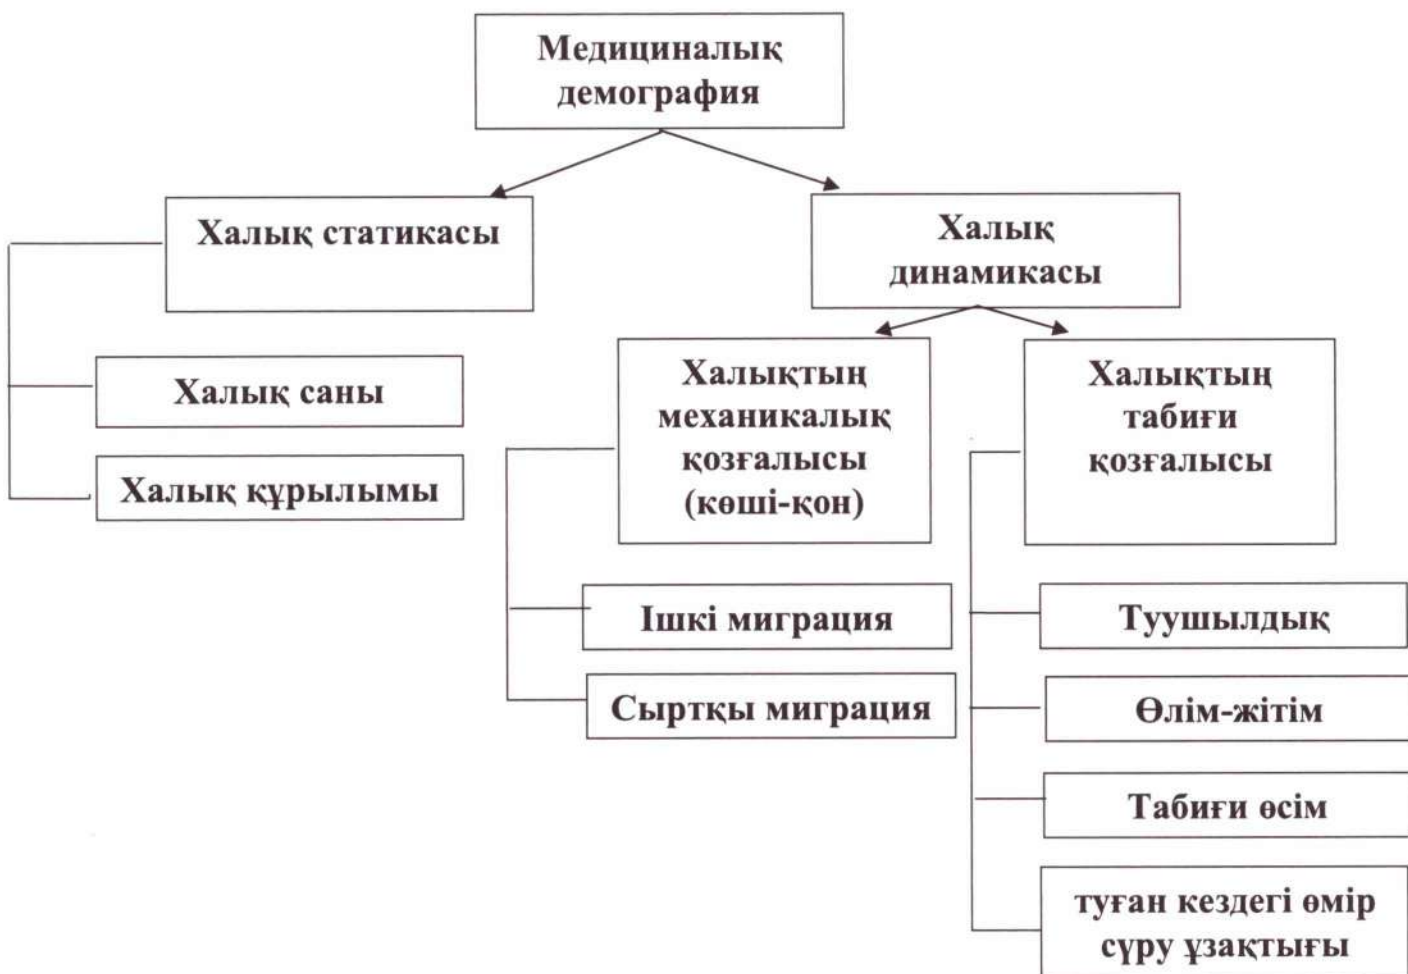 Медициналық
демография
Халық статикасы
Халық
динамикасы
Халық саны
Халық құрылымы
Халықтың
механикалық
қозғалысы
(көші-қон)
Халықтың
табиғи
қозғалысы
Ішкі миграция
Сыртқы миграция
Туушылдық
Өлім-жітім
Табиғи өсім
туған кездегі өмір
сүру ұзақтығы